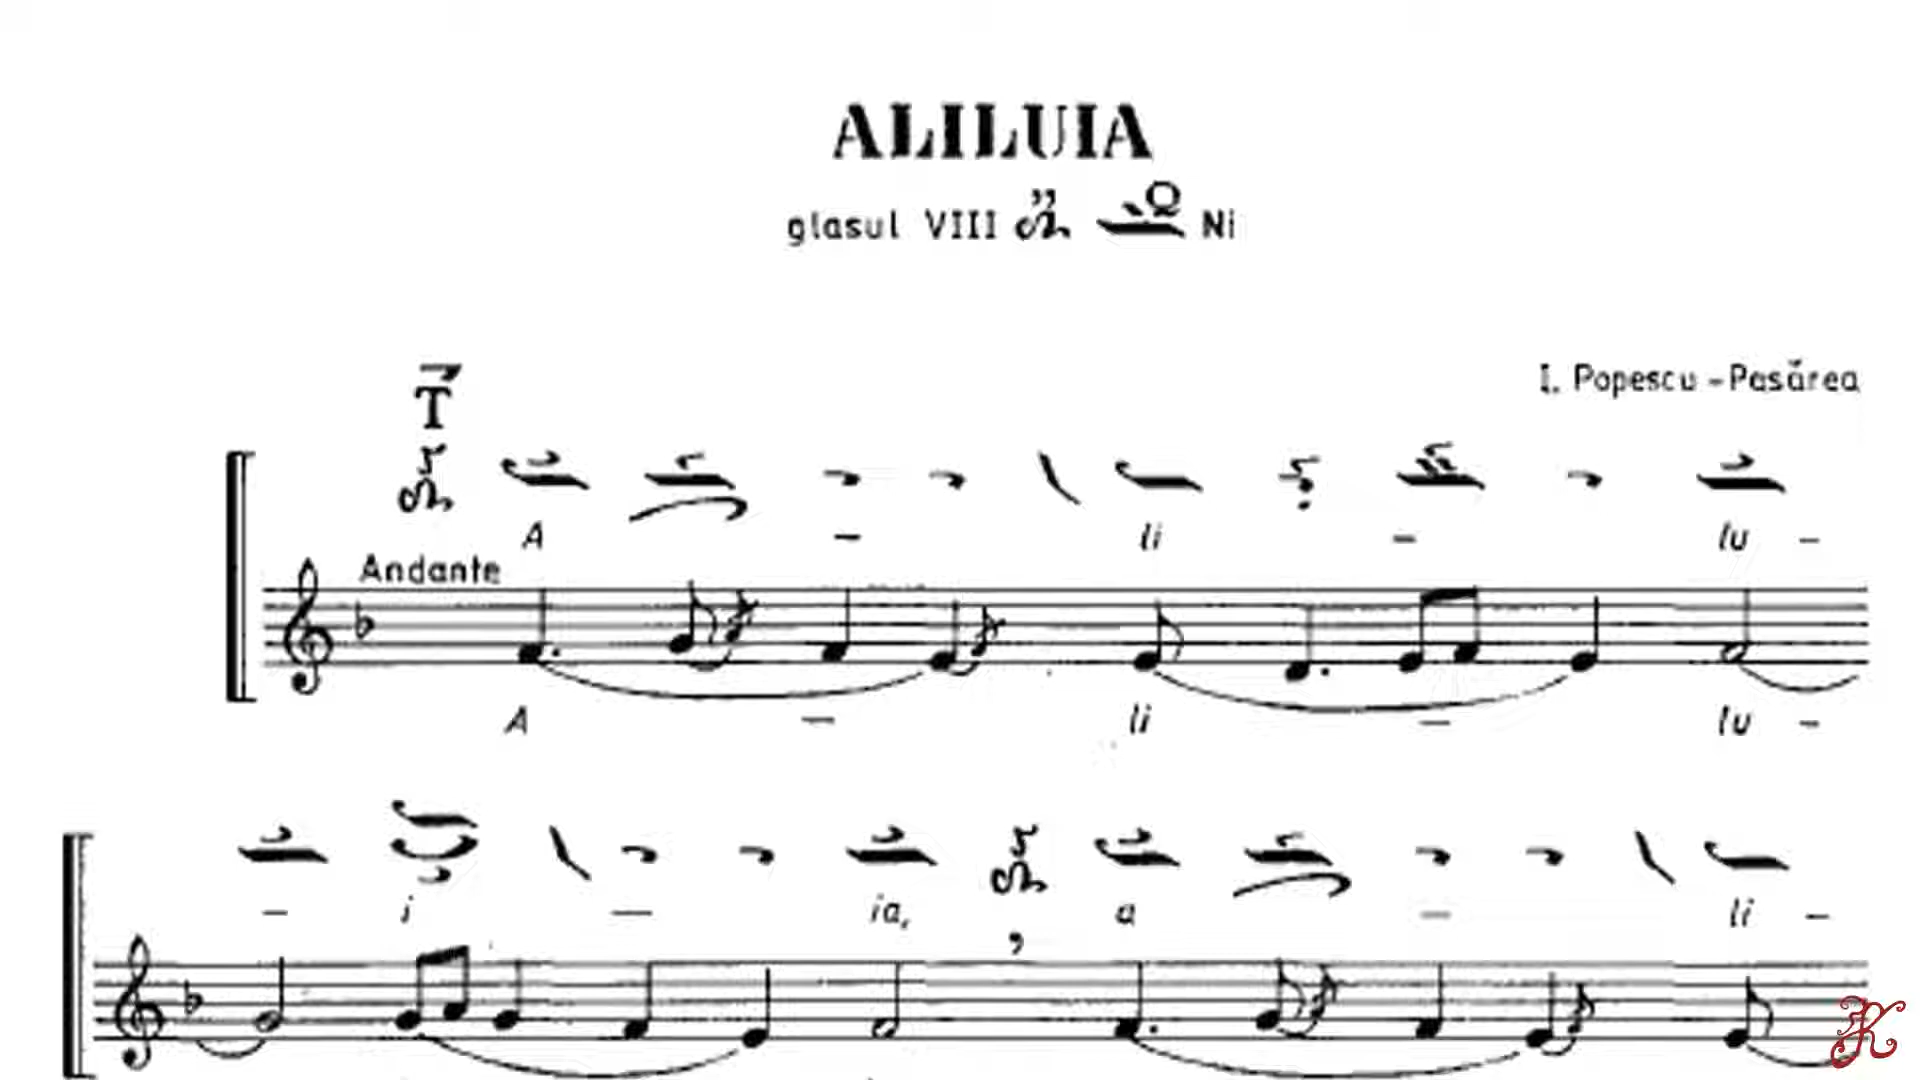 ALILUIA
glasul VIII Ni
I. Popescu - Pasărea
T
A - li - lu -
Andante
A - li - lu -
- i - ia, a - li -
K